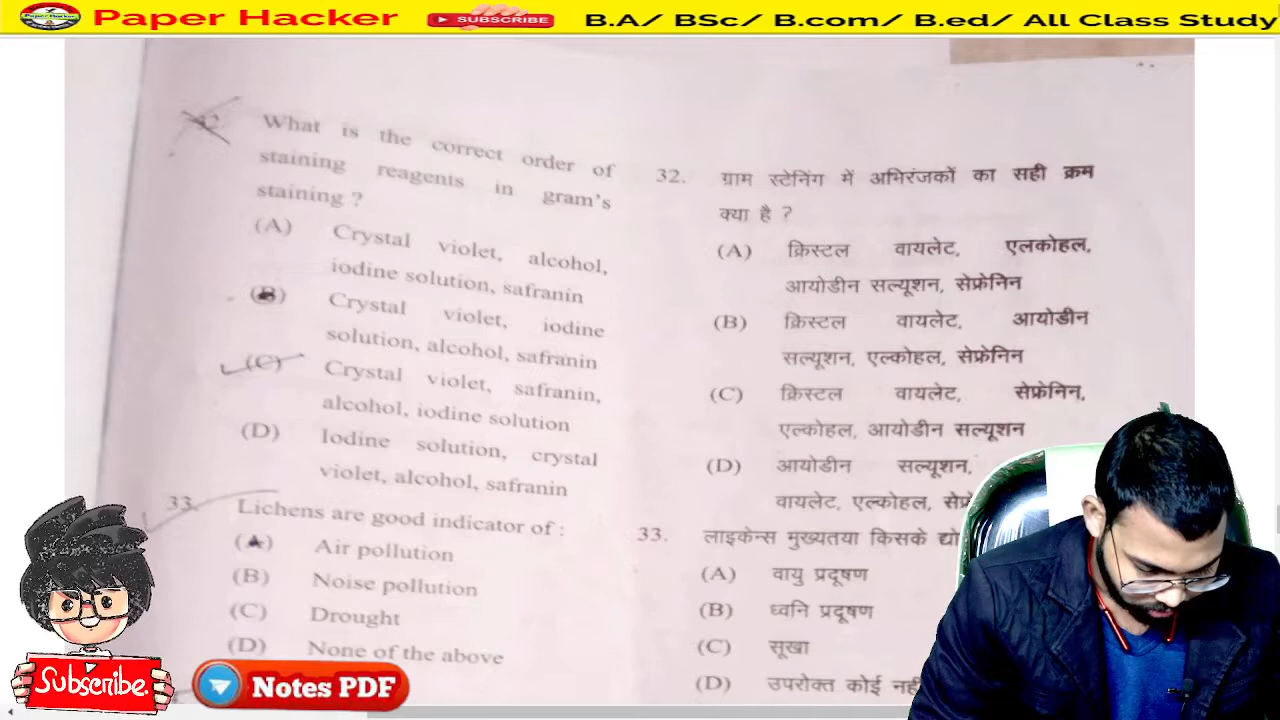 Paper Hacker
SUBSCRIBE
B.A/ BSc/ B.com/ B.ed/ All Class Study
What is the correct order of
staining reagents in gram's
staining ?
(A) Crystal violet, alcohol,
iodine solution, safranin
(B) Crystal violet, iodine
solution, alcohol, safranin
(C) Crystal violet, safranin,
alcohol, iodine solution
(D) Iodine solution, crystal
violet, alcohol, safranin
33. Lichens are good indicator of :
(A) Air pollution
(B) Noise pollution
(C) Drought
(D) None of the above
32. ग्राम स्टेनिंग में अभिरंजकों का सही क्रम
क्या है ?
(A) क्रिस्टल वायलेट, एलकोहल,
आयोडीन सल्यूशन, सेफ्रेनिन
(B) क्रिस्टल वायलेट, आयोडीन
सल्यूशन, एल्कोहल, सेफ्रेनिन
(C) क्रिस्टल वायलेट, सेफ्रेनिन,
एल्कोहल, आयोडीन सल्यूशन
(D) आयोडीन सल्यूशन,
वायलेट, एल्कोहल,
33. लाइकेन्स मुख्यतया किसके
(A) वायु प्रदूषण
(B) ध्वनि प्रदूषण
(C) सूखा
(D) उपरोक्त कोई
Subscribe.
Notes PDF